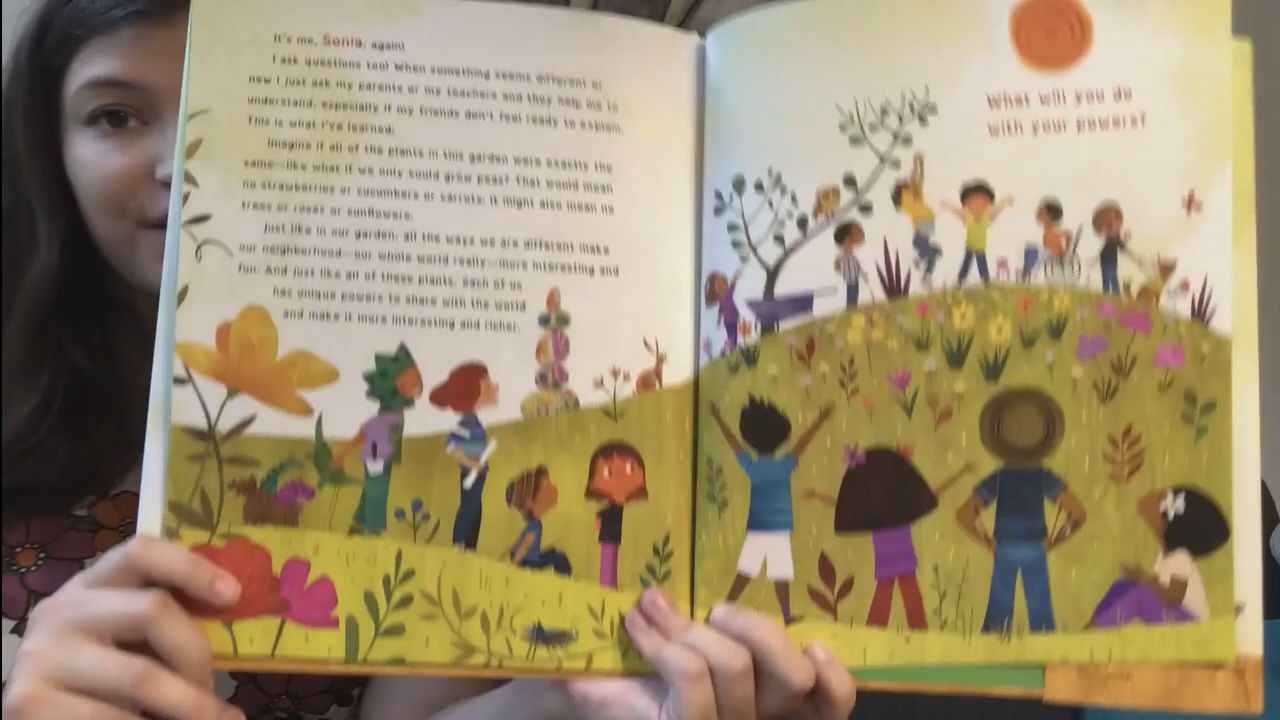 It's me, Sonia, again!
I ask questions too! When something seems different or
new I just ask my parents or my teachers and they help me to
understand, especially if my friends don't feel ready to explain.
This is what I've learned:
Imagine if all of the plants in this garden were exactly the
same—like what if we only could grow peas? That would mean
no strawberries or cucumbers or carrots; it might also mean no
trees or roses or sunflowers.
Just like in our garden, all the ways we are different make
our neighborhood—our whole world really—more interesting and
fun. And just like all of these plants, each of us
has unique powers to share with the world
and make it more interesting and richer.
What will you do
with your powers?